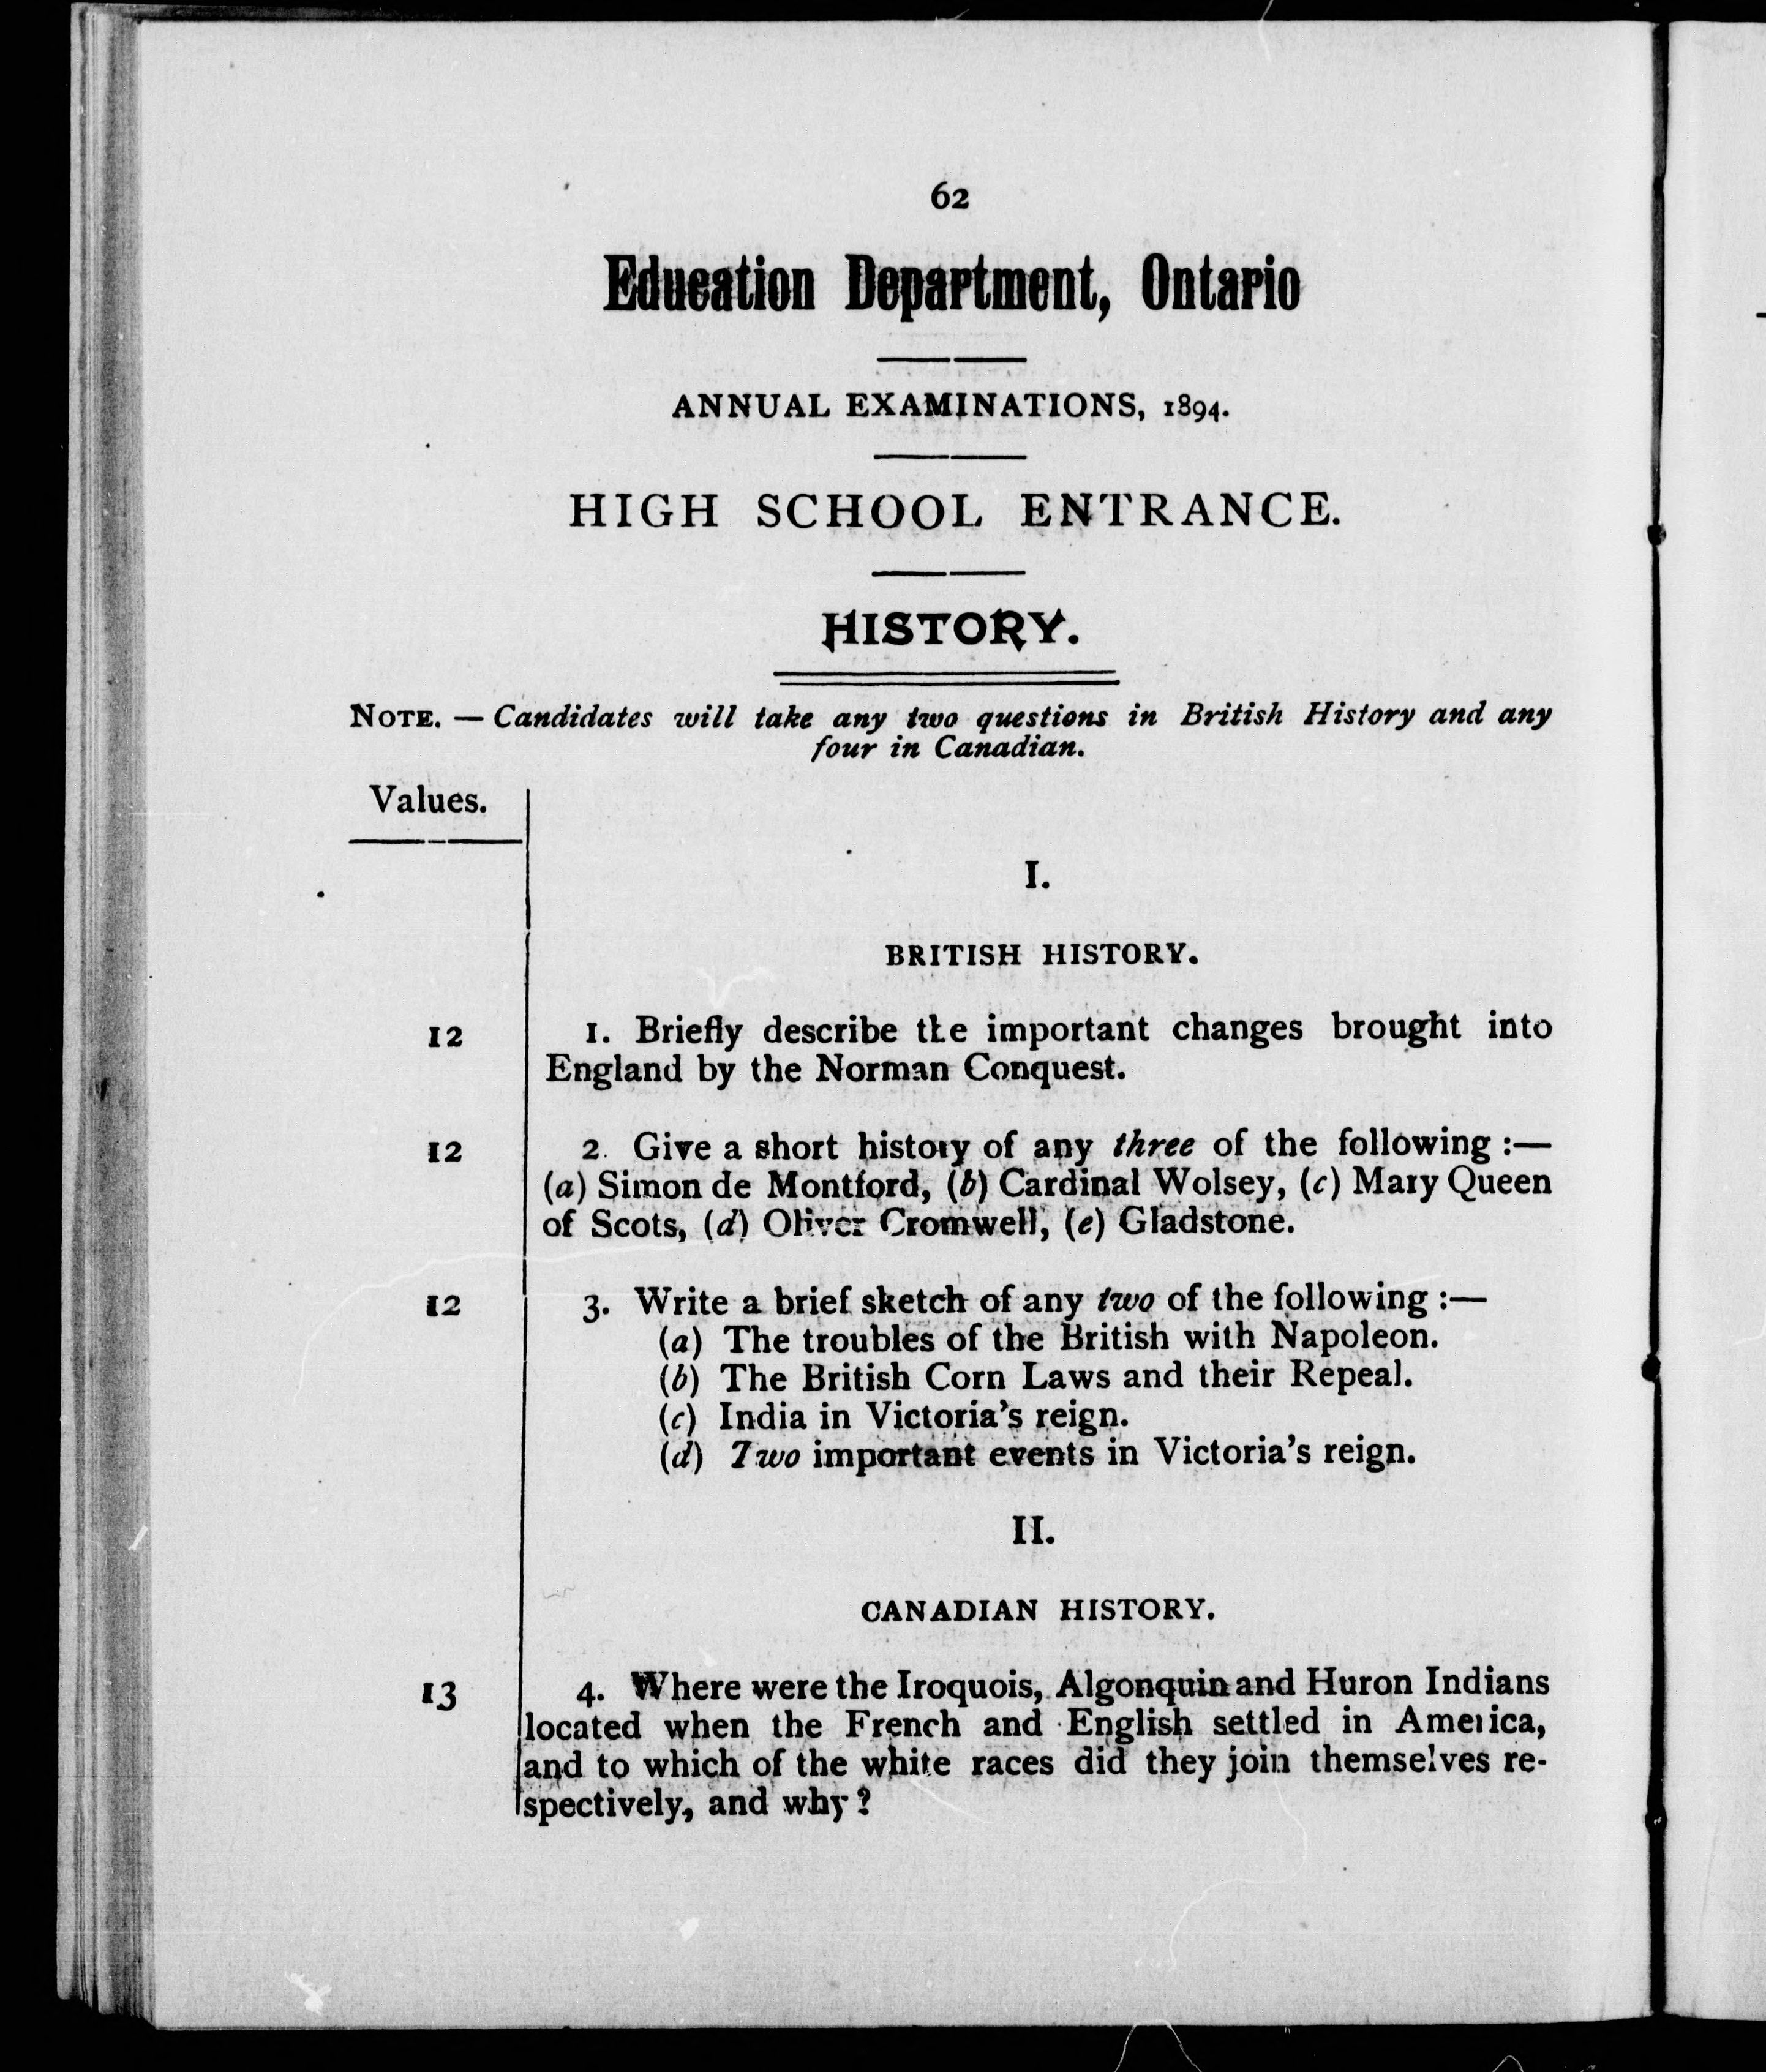 62
Education Department, Ontario
ANNUAL EXAMINATIONS, 1894.
HIGH SCHOOL ENTRANCE.
HISTORY.
NOTE. — Candidates will take any two questions in British History and any
four in Canadian.
Values.
I.
BRITISH HISTORY.
12 1. Briefly describe the important changes brought into
England by the Norman Conquest.
12 2. Give a short history of any three of the following :—
(a) Simon de Montford, (b) Cardinal Wolsey, (c) Mary Queen
of Scots, (d) Oliver Cromwell, (e) Gladstone.
12 3. Write a brief sketch of any two of the following :—
(a) The troubles of the British with Napoleon.
(b) The British Corn Laws and their Repeal.
(c) India in Victoria's reign.
(d) Two important events in Victoria's reign.
II.
CANADIAN HISTORY.
13 4. Where were the Iroquois, Algonquin and Huron Indians
located when the French and English settled in America,
and to which of the white races did they join themselves re-
spectively, and why?